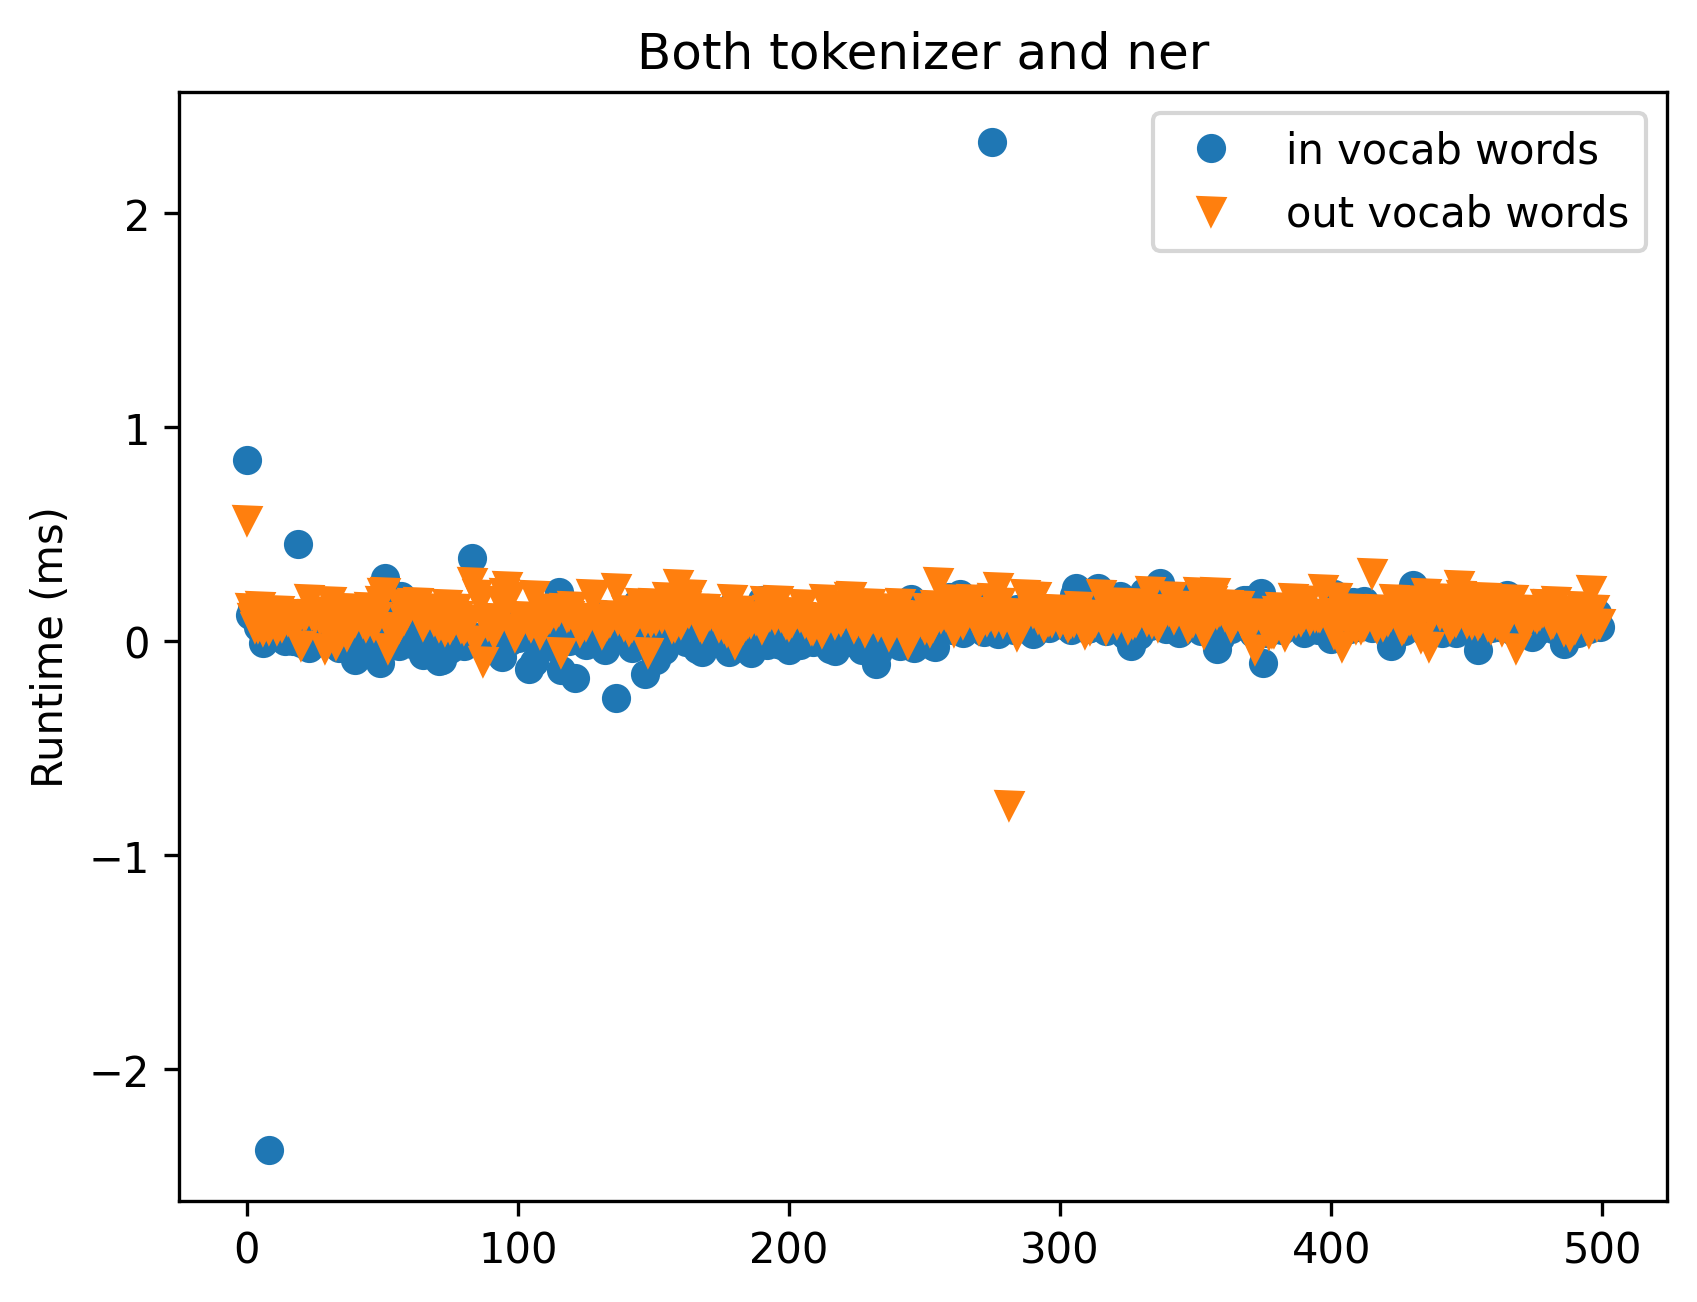 Both tokenizer and ner
in vocab words
out vocab words
Runtime (ms)
2
1
0
−1
−2
0 100 200 300 400 500